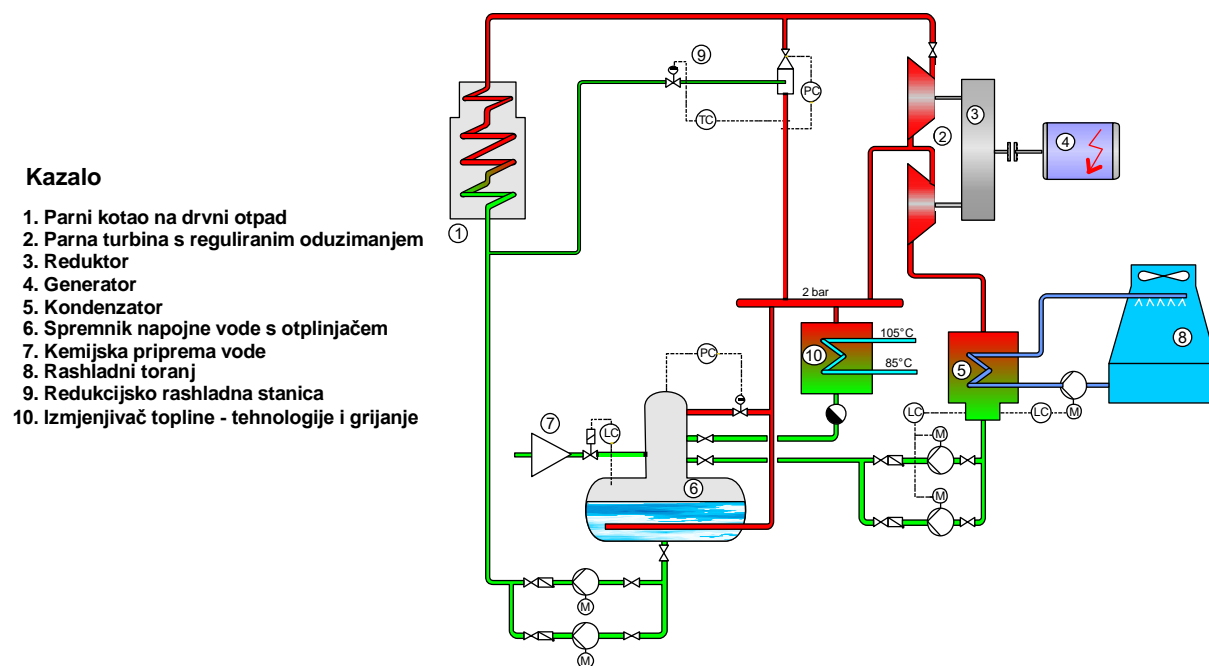 Kazalo
1. Parni kotao na drvni otpad
2. Parna turbina s reguliranim oduzimanjem
3. Reduktor
4. Generator
5. Kondenzator
6. Spremnik napojne vode s otplinjačem
7. Kemijska priprema vode
8. Rashladni toranj
9. Redukcijsko rashladna stanica
10. Izmjenjivač topline - tehnologije i grijanje
9
PC
TC
3
2
4
1
2 bar
105°C
10
85°C
8
5
PC
LC
LC
M
7
LC
M
6
M
M
M